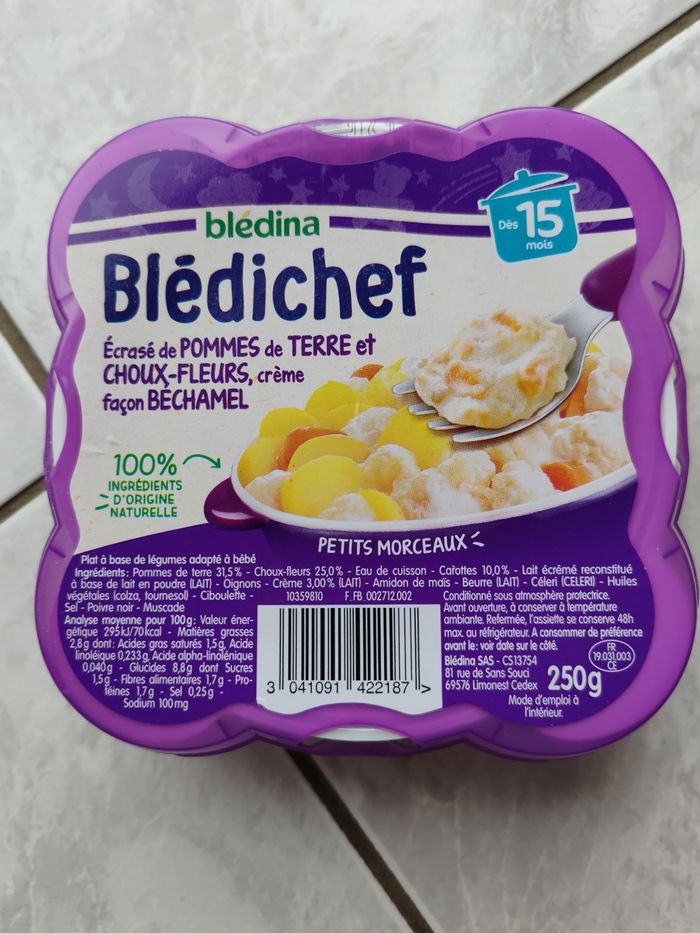 blédina
Dès 15
mois
Blédichef
Écrasé de POMMES de TERRE et
CHOUX-FLEURS, crème
façon BÉCHAMEL
100%
INGRÉDIENTS
D'ORIGINE
NATURELLE
PETITS MORCEAUX
Plat à base de légumes adapté à bébé
Ingrédients: Pommes de terre 31,5% - Choux-fleurs 25,0% - Eau de cuisson - Carottes 10,0% - Lait écrémé reconstitué
à base de lait en poudre (LAIT) - Oignons - Crème 3,00% (LAIT) - Amidon de maïs - Beurre (LAIT) - Céleri (CELERI) - Huiles
végétales (colza, tournesol) - Ciboulette -
Sel - Poivre noir - Muscade
10359810 F. FB 002712.002
Analyse moyenne pour 100g: Valeur éner-
gétique 295kJ/70kcal - Matières grasses
2,8g dont: Acides gras saturés 1,5g, Acide
linoléique 0,233g, Acide alpha-linolénique
0,040g - Glucides 8,8g dont Sucres
1,5g - Fibres alimentaires 1,7g - Pro-
téines 1,7g - Sel 0,25g -
Sodium 100mg
3 041091 422187 >
Conditionné sous atmosphère protectrice.
Avant ouverture, à conserver à température
ambiante. Refermée, l'assiette se conserve 48h
max. au réfrigérateur. A consommer de préférence
avant le: voir date sur le côté.
Blédina SAS - CS13754
81 rue de Sans Souci
69576 Limonest Cedex
250g
FR
19.031.003
CE
Mode d'emploi à
l'intérieur.